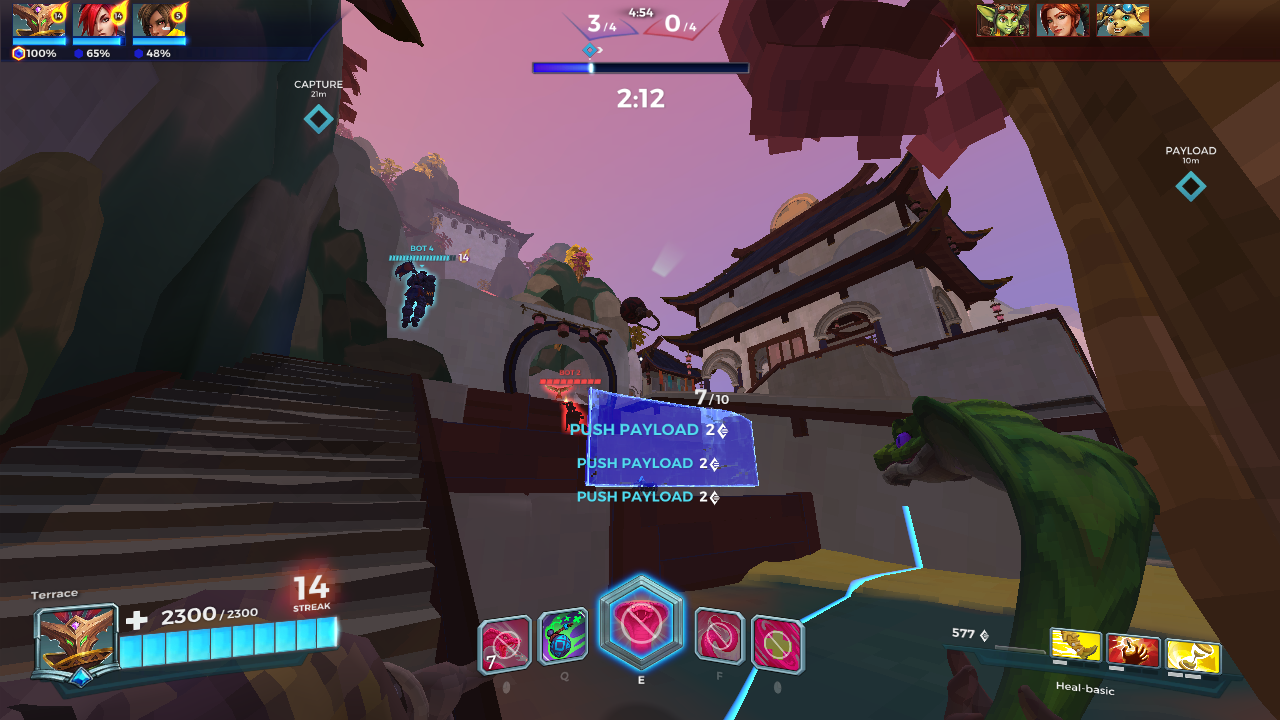 14
14
5
100%
65%
48%
3/4
4:54
0/4
2:12
CAPTURE
21m
PAYLOAD
10m
BOT 4
14
7/10
PUSH PAYLOAD 2
PUSH PAYLOAD 2
PUSH PAYLOAD 2
Terrace
2300/2300
14
STREAK
7
Q
E
F
577
Heal-basic